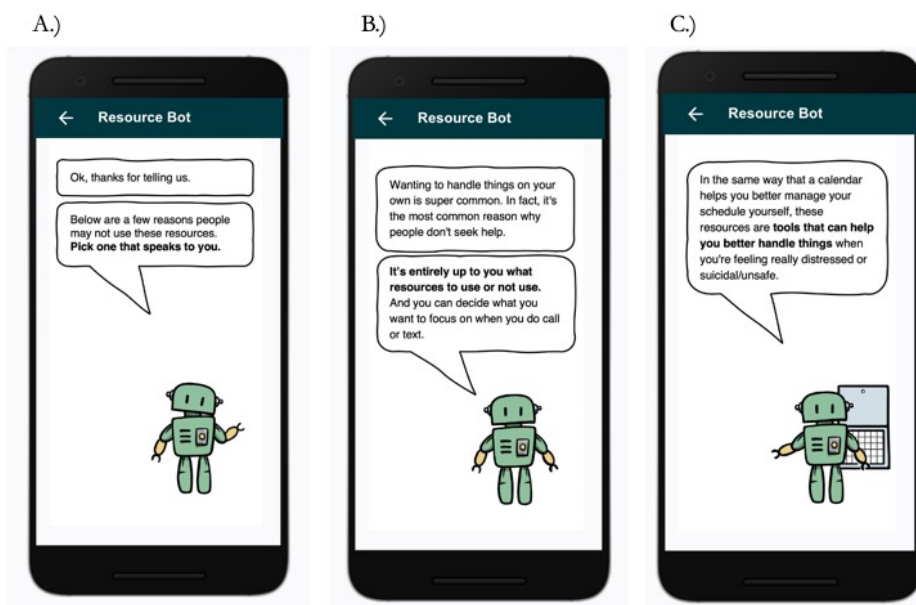 A.)
B.)
C.)
Resource Bot
Ok, thanks for telling us.
Below are a few reasons people
may not use these resources.
Pick one that speaks to you.
Resource Bot
Wanting to handle things on your
own is super common. In fact, it's
the most common reason why
people don't seek help.
It's entirely up to you what
resources to use or not use.
And you can decide what you
want to focus on when you do call
or text.
Resource Bot
In the same way that a calendar
helps you better manage your
schedule yourself, these
resources are tools that can help
you better handle things when
you're feeling really distressed or
suicidal/unsafe.